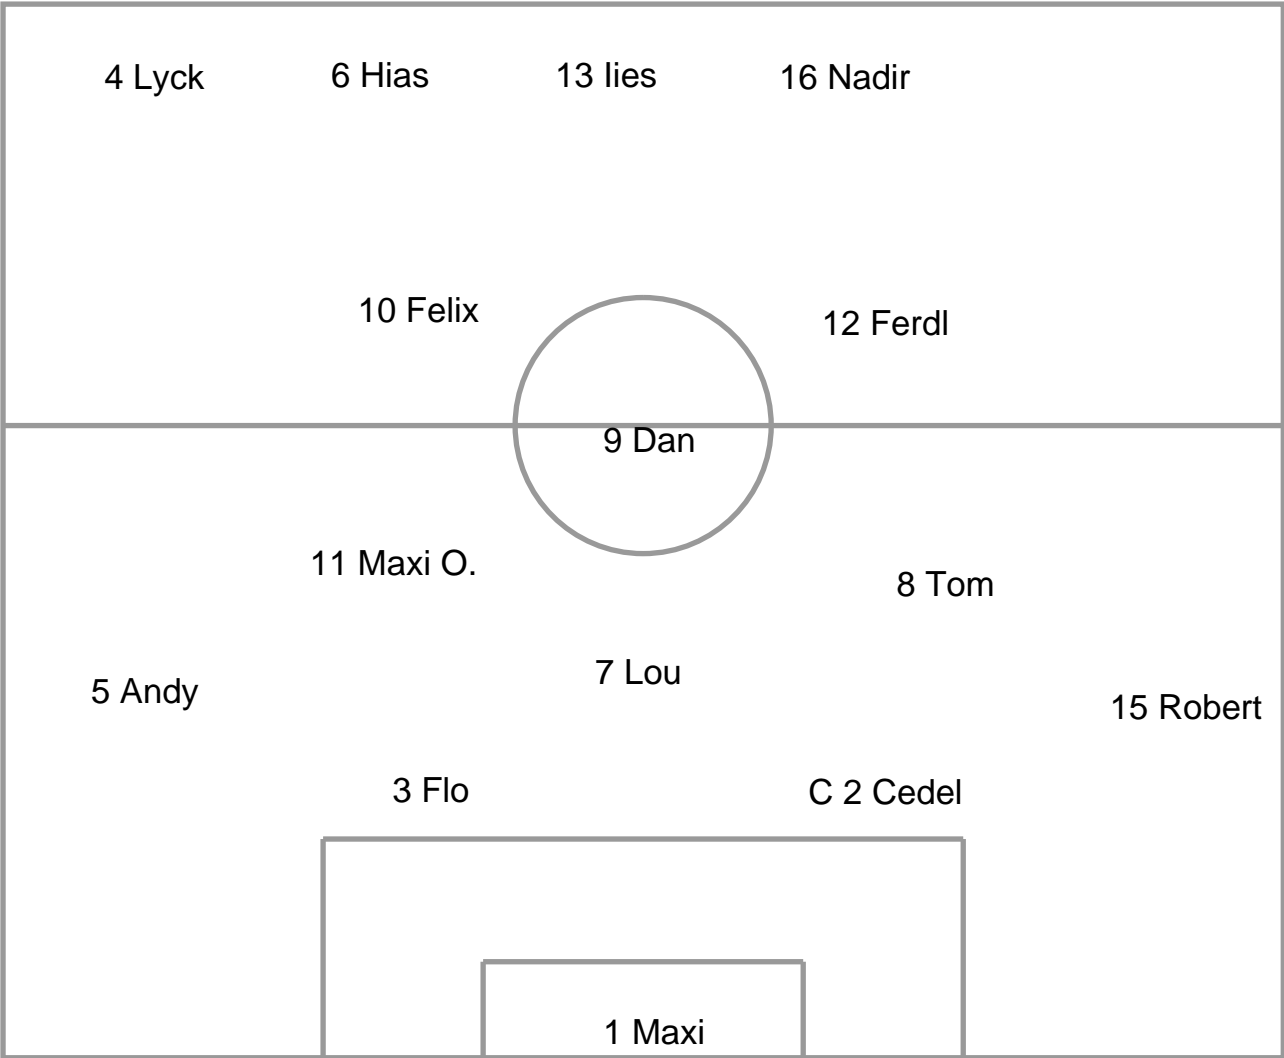 4 Lyck
6 Hias
13 lies
16 Nadir
10 Felix
12 Ferdl
9 Dan
11 Maxi O.
8 Tom
7 Lou
5 Andy
15 Robert
3 Flo
C 2 Cedel
1 Maxi